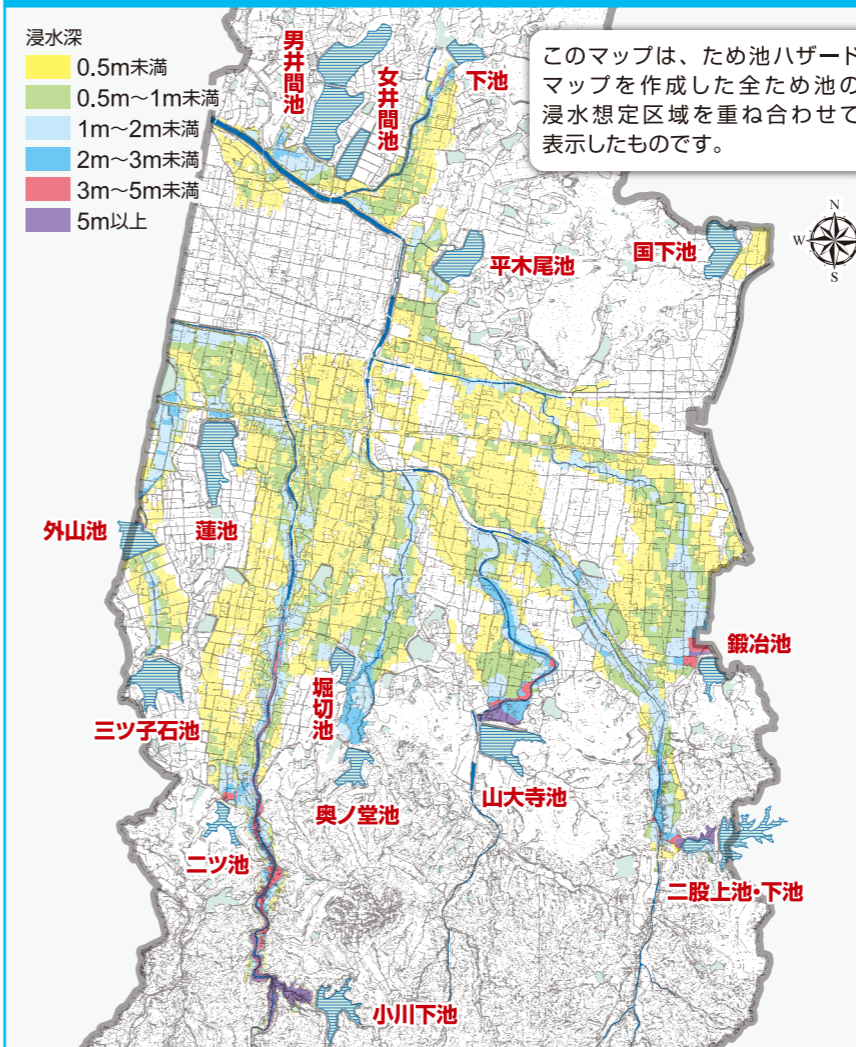 浸水深
0.5m未満
0.5m～1m未満
1m～2m未満
2m～3m未満
3m～5m未満
5m以上
このマップは、ため池ハザード
マップを作成した全ため池の
浸水想定区域を重ね合わせて
表示したものです。
男井間池
女井間池
下池
平木尾池
国下池
N
W
S
外山池
蓮池
鍛冶池
三ツ子石池
堀切池
山大寺池
奥ノ堂池
二ツ池
二股上池・下池
小川下池